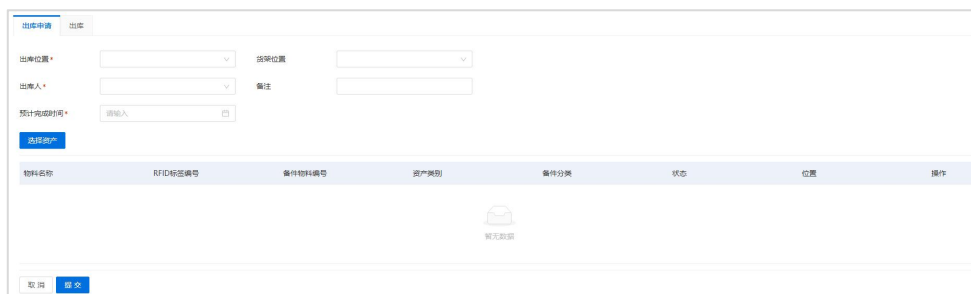 出库申请 出库
出库位置* 货架位置
出库人* 备注
预计完成时间* 请输入
选择资产
物料名称 RFID标签编号 备件物料编号 资产类别 备件分类 状态 位置 操作
暂无数据
取消 提交